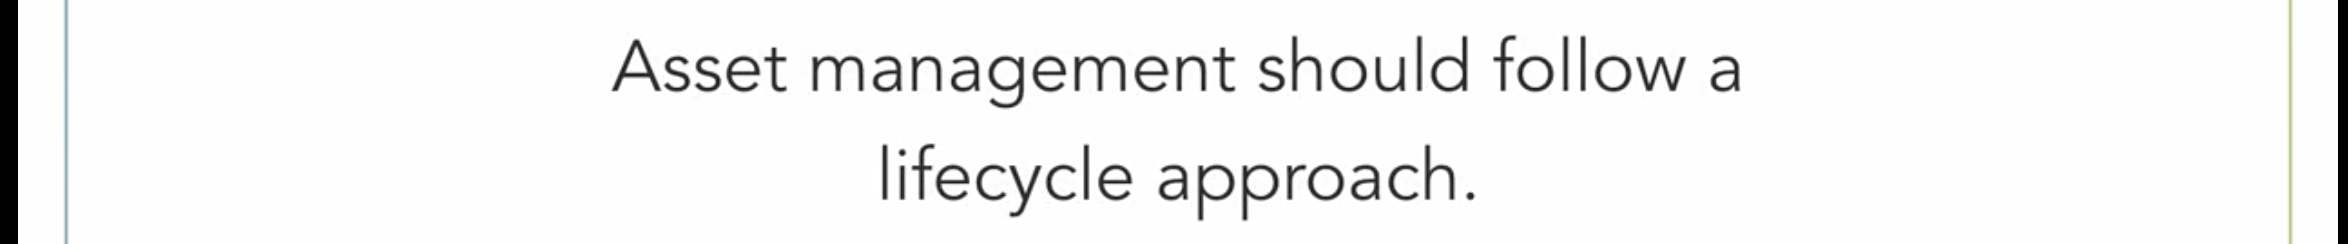 Asset management should follow a
lifecycle approach.